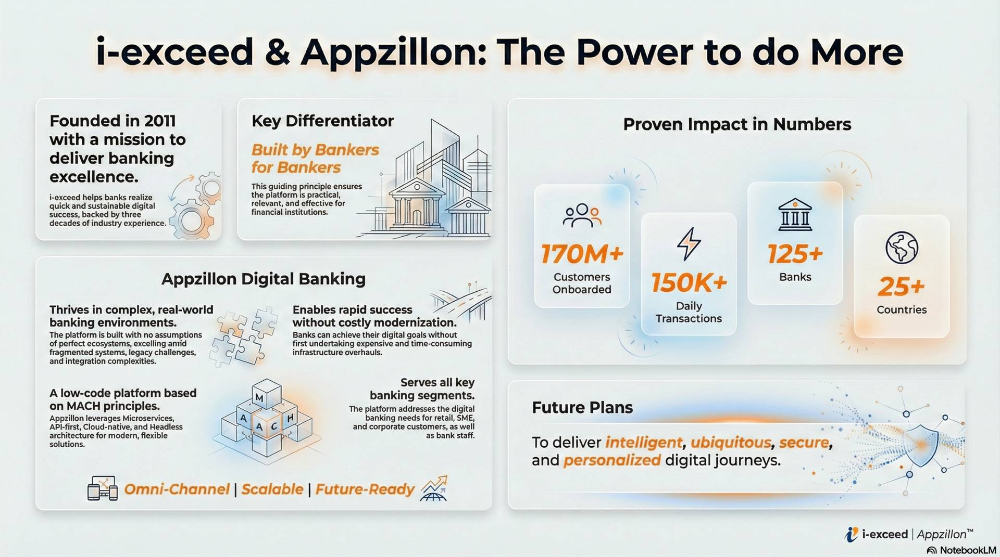 i-exceed & Appzillon: The Power to do More
Founded in 2011
with a mission to
deliver banking
excellence.
i-exceed helps banks realize
quick and sustainable digital
success, backed by three
decades of industry experience.
Key Differentiator
Built by Bankers
for Bankers
This guiding principle ensures
the platform is practical,
relevant, and effective for
financial institutions.
Appzillon Digital Banking
Thrives in complex, real-world
banking environments.
The platform is built with no assumptions
of perfect ecosystems, excelling amid
fragmented systems, legacy challenges,
and integration complexities.
Enables rapid success
without costly modernization.
Banks can achieve their digital goals without
first undertaking expensive and time-consuming
infrastructure overhauls.
A low-code platform based
on MACH principles.
Appzillon leverages Microservices,
API-first, Cloud-native, and Headless
architecture for modern, flexible
solutions.
M
A H
A C
Serves all key
banking segments.
The platform addresses the digital
banking needs for retail, SME,
and corporate customers, as well
as bank staff.
Omni-Channel | Scalable | Future-Ready
Proven Impact in Numbers
170M+
Customers
Onboarded
150K+
Daily
Transactions
125+
Banks
25+
Countries
Future Plans
To deliver intelligent, ubiquitous, secure,
and personalized digital journeys.
i-exceed | Appzillon™
NotebookLM